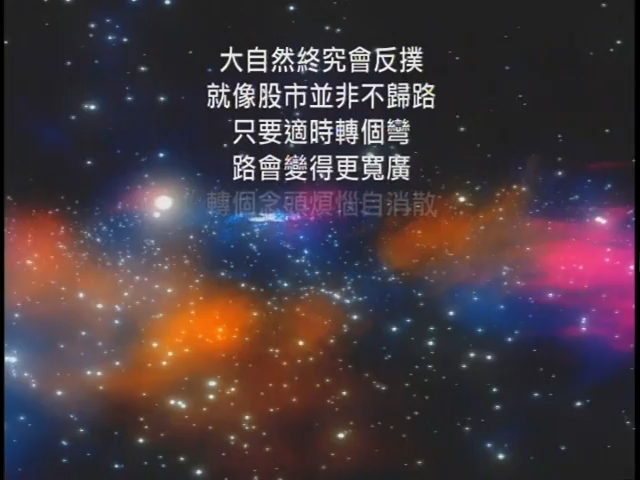 大自然終究會反撲
就像股市並非不歸路
只要適時轉個彎
路會變得更寬廣
轉個念頭煩惱自消散